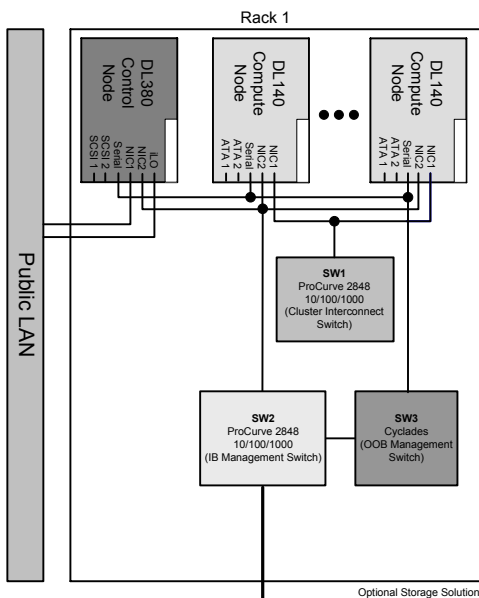 Rack 1
Public LAN
DL380
Control
Node
iLO
NIC2
NIC1
Serial
SCSI 2
SCSI 1
DL140
Compute
Node
NIC1
NIC2
Serial
ATA 2
ATA 1
DL140
Compute
Node
NIC1
NIC2
Serial
ATA 2
ATA 1
SW1
ProCurve 2848
10/100/1000
(Cluster Interconnect
Switch)
SW2
ProCurve 2848
10/100/1000
(IB Management Switch)
SW3
Cyclades
(OOB Management
Switch)
Optional Storage Solution